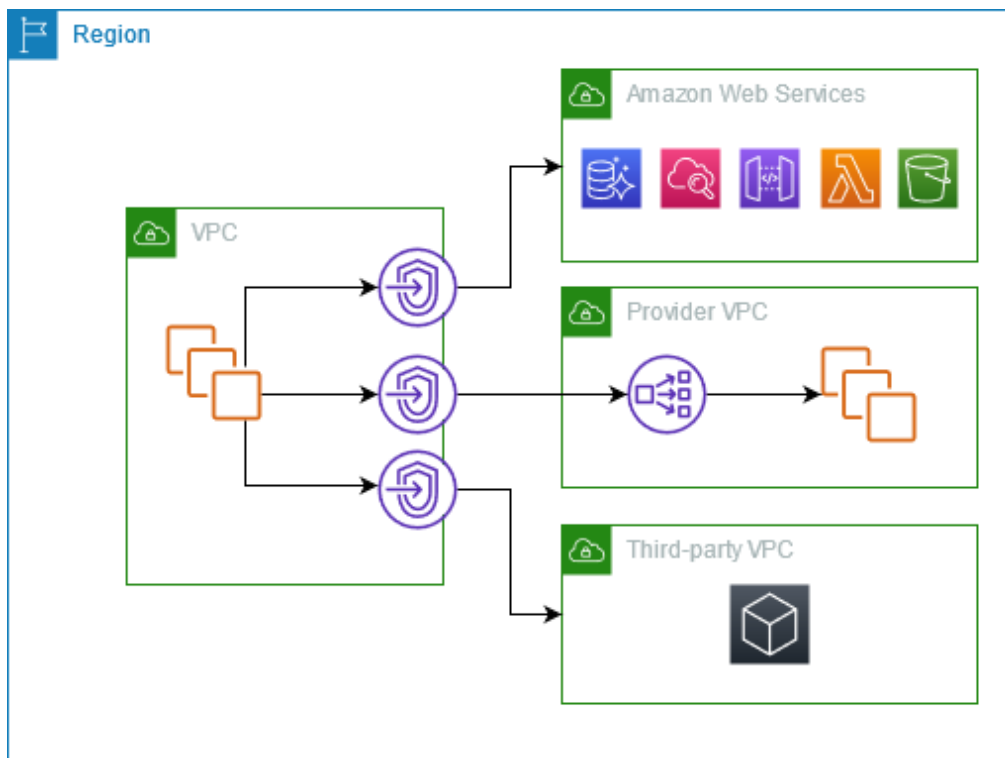 Region
Amazon Web Services
VPC
Provider VPC
Third-party VPC